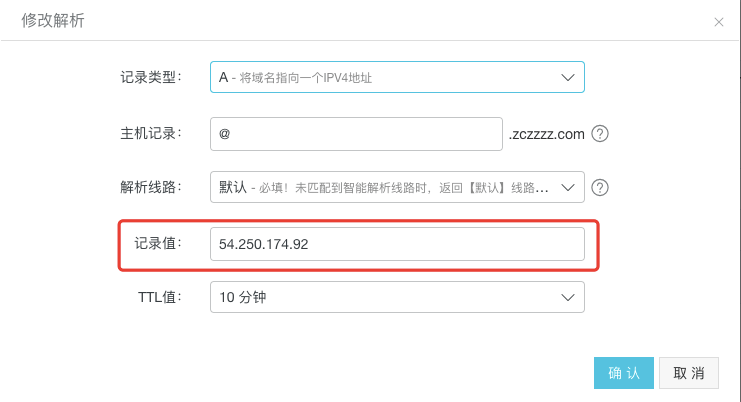 修改解析 ×
记录类型： A - 将域名指向一个IPV4地址
主机记录： @ .zczzzz.com ?
解析线路： 默认 - 必填！未匹配到智能解析线路时，返回【默认】线路... ?
记录值： 54.250.174.92
TTL值： 10 分钟
确 认 取 消